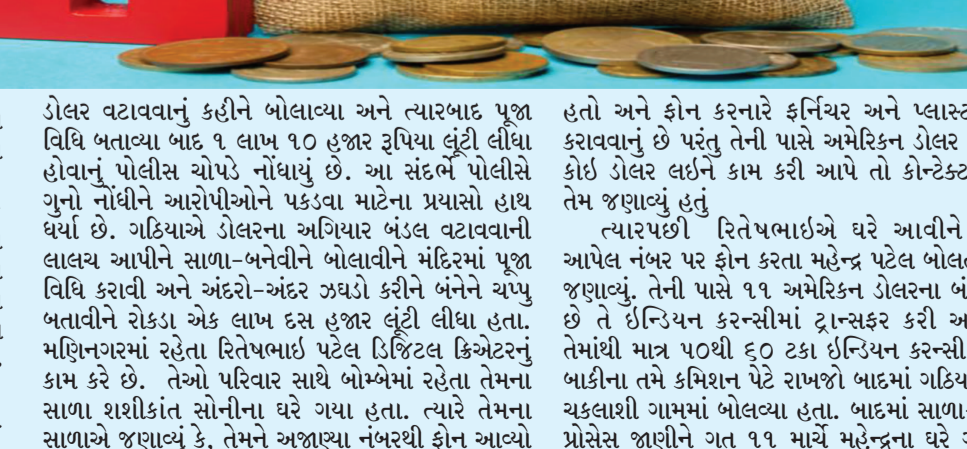 ડોલર વટાવવાનું કહીને બોલાવ્યા અને ત્યારબાદ પૂજા
વિધિ બતાવ્યા બાદ ૧ લાખ ૧૦ હજાર રૂપિયા લૂંટી લીધા
હોવાનું પોલીસ ચોપડે નોંધાયું છે. આ સંદર્ભે પોલીસે
ગુનો નોંધીને આરોપીઓને પકડવા માટેના પ્રયાસો હાથ
ધર્યા છે. ગઠિયાએ ડોલરના અગિયાર બંડલ વટાવવાની
લાલચ આપીને સાળા-બનેવીને બોલાવીને મંદિરમાં પૂજા
વિધિ કરાવી અને અંદરો-અંદર ઝઘડો કરીને બંનેને ચપ્પુ
બતાવીને રોકડા એક લાખ દસ હજાર લૂંટી લીધા હતા.
મણિનગરમાં રહેતા રિતેષભાઇ પટેલ ડિજિટલ ક્રિએટરનું
કામ કરે છે. તેઓ પરિવાર સાથે બોમ્બેમાં રહેતા તેમના
સાળા શશીકાંત સોનીના ઘરે ગયા હતા. ત્યારે તેમના
સાળાએ જણાવ્યું કે, તેમને અજાણ્યા નંબરથી ફોન આવ્યો
હતો અને ફોન કરનારે ફર્નિચર અને પ્લાસ્ટ
કરાવવાનું છે પરંતુ તેની પાસે અમેરિકન ડોલર
કોઇ ડોલર લઇને કામ કરી આપે તો કોન્ટેક્ટ
તેમ જણાવ્યું હતું
ત્યારપછી રિતેષભાઇએ ઘરે આવીને
આપેલ નંબર પર ફોન કરતા મહેન્દ્ર પટેલ બોલત
જણાવ્યું. તેની પાસે ૧૧ અમેરિકન ડોલરના બં
છે તે ઇન્ડિયન કરન્સીમાં ટ્રાન્સફર કરી અ
તેમાંથી માત્ર ૫૦થી ૬૦ ટકા ઇન્ડિયન કરન્સી
બાકીના તમે કમિશન પેટે રાખજો બાદમાં ગઠિય
ચકલાશી ગામમાં બોલવ્યા હતા. બાદમાં સાળા-
પ્રોસેસ જાણીને ગત ૧૧ માર્ચે મહેન્દ્રના ઘરે